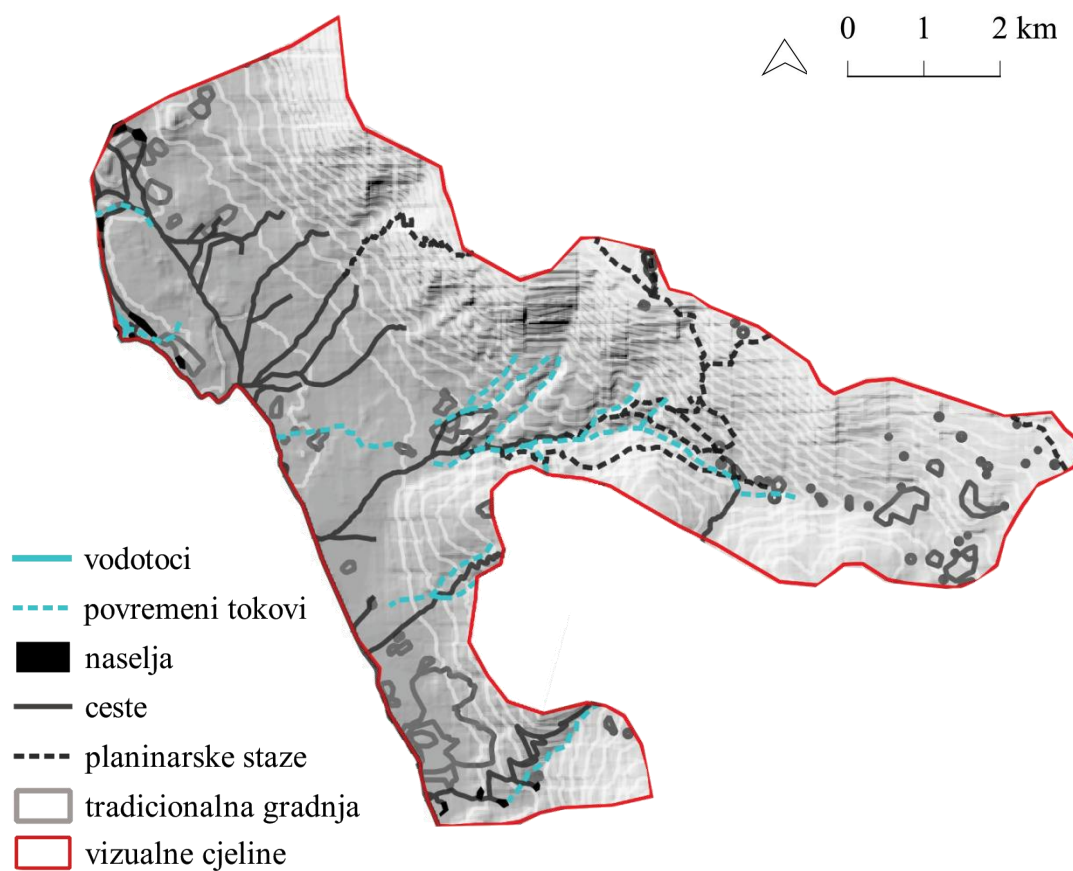 0 1 2 km
vodotoci
povremeni tokovi
naselja
ceste
planinarske staze
tradicionalna gradnja
vizualne cjeline